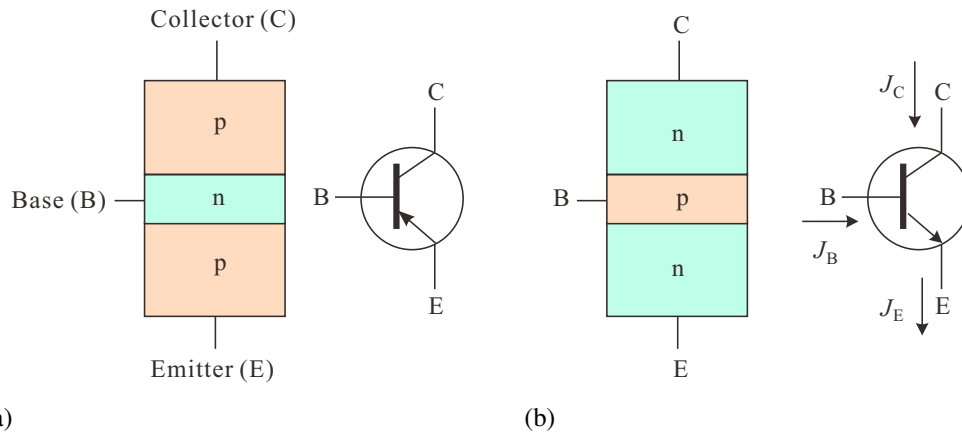 Collector (C)
p
Base (B)
n
p
Emitter (E)
C
B
E
C
n
B
p
n
E
J_C
C
B
J_B
J_E
E
a)
(b)